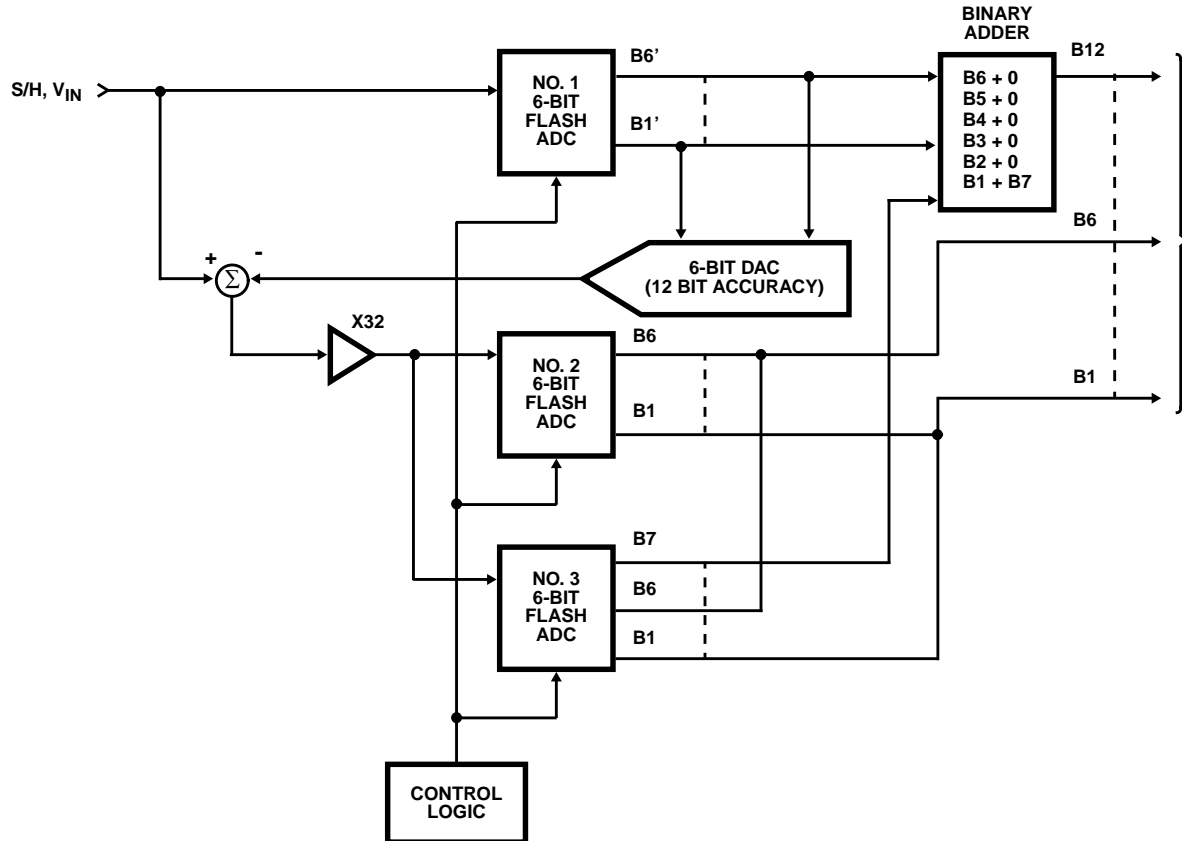 BINARY
ADDER
B12
S/H, VIN
NO. 1
6-BIT
FLASH
ADC
B6’
B1’
B6 + 0
B5 + 0
B4 + 0
B3 + 0
B2 + 0
B1 + B7
B6
+
-
Σ
6-BIT DAC
(12 BIT ACCURACY)
X32
NO. 2
6-BIT
FLASH
ADC
B6
B1
B1
NO. 3
6-BIT
FLASH
ADC
B7
B6
B1
CONTROL
LOGIC